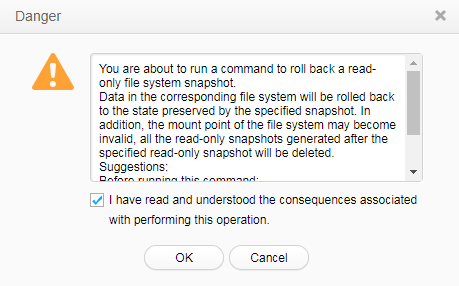 Danger
You are about to run a command to roll back a read-
only file system snapshot.
Data in the corresponding file system will be rolled back
to the state preserved by the specified snapshot. In
addition, the mount point of the file system may become
invalid, all the read-only snapshots generated after the
specified read-only snapshot will be deleted.
Suggestions:
Before running this command:
I have read and understood the consequences associated
with performing this operation.
OK
Cancel